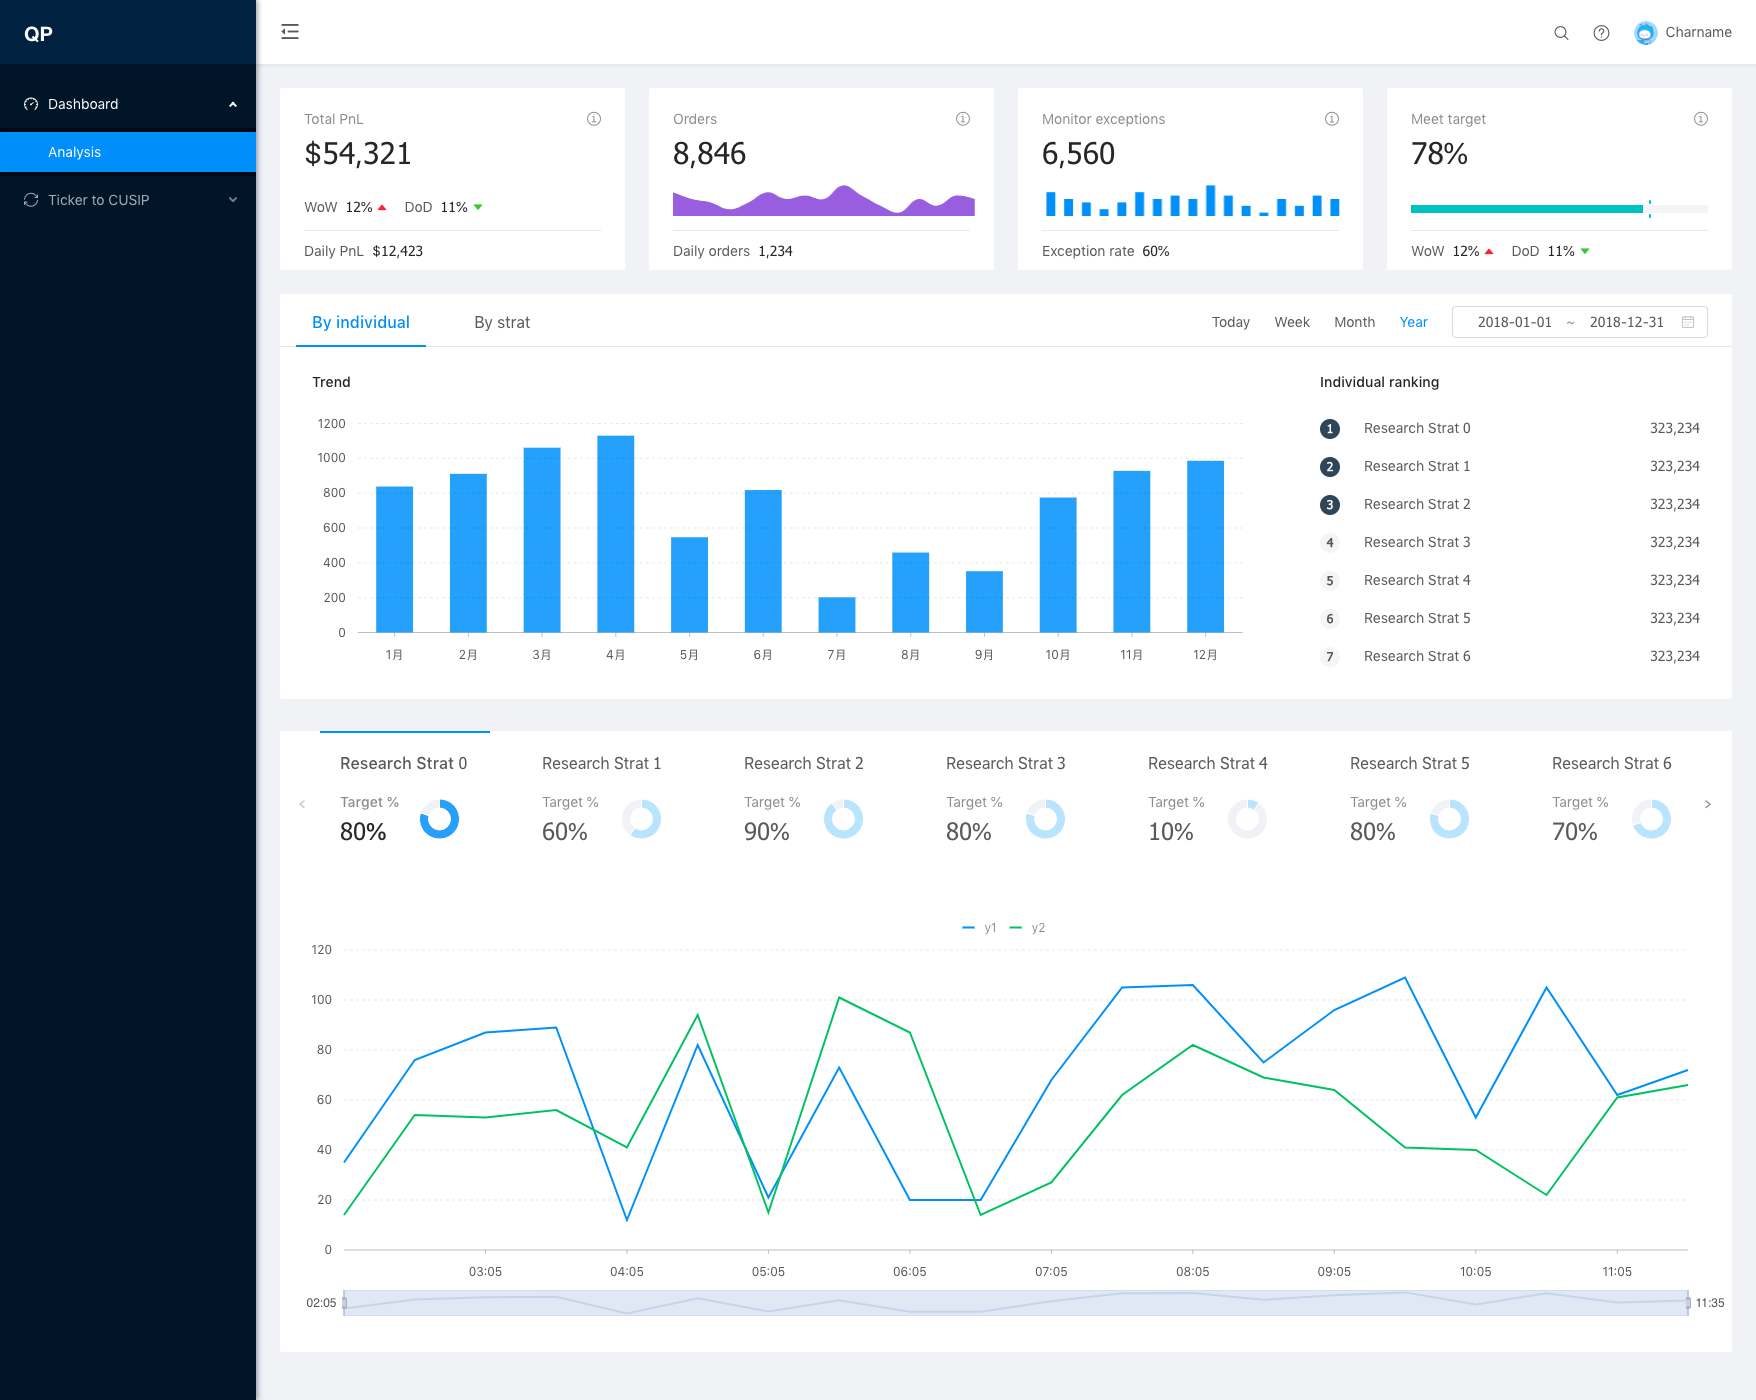 QP
Charname
Dashboard
Analysis
Ticker to CUSIP
Total PnL
$54,321
WoW 12% DoD 11%
Daily PnL $12,423
Orders
8,846
Daily orders 1,234
Monitor exceptions
6,560
Exception rate 60%
Meet target
78%
WoW 12% DoD 11%
By individual By strat
Today Week Month Year 2018-01-01 ~ 2018-12-31
Trend
1200
1000
800
600
400
200
0
1月 2月 3月 4月 5月 6月 7月 8月 9月 10月 11月 12月
Individual ranking
1 Research Strat 0 323,234
2 Research Strat 1 323,234
3 Research Strat 2 323,234
4 Research Strat 3 323,234
5 Research Strat 4 323,234
6 Research Strat 5 323,234
7 Research Strat 6 323,234
Research Strat 0
Target %
80%
Research Strat 1
Target %
60%
Research Strat 2
Target %
90%
Research Strat 3
Target %
80%
Research Strat 4
Target %
10%
Research Strat 5
Target %
80%
Research Strat 6
Target %
70%
y1 y2
120
100
80
60
40
20
0
03:05 04:05 05:05 06:05 07:05 08:05 09:05 10:05 11:05
02:05 11:35